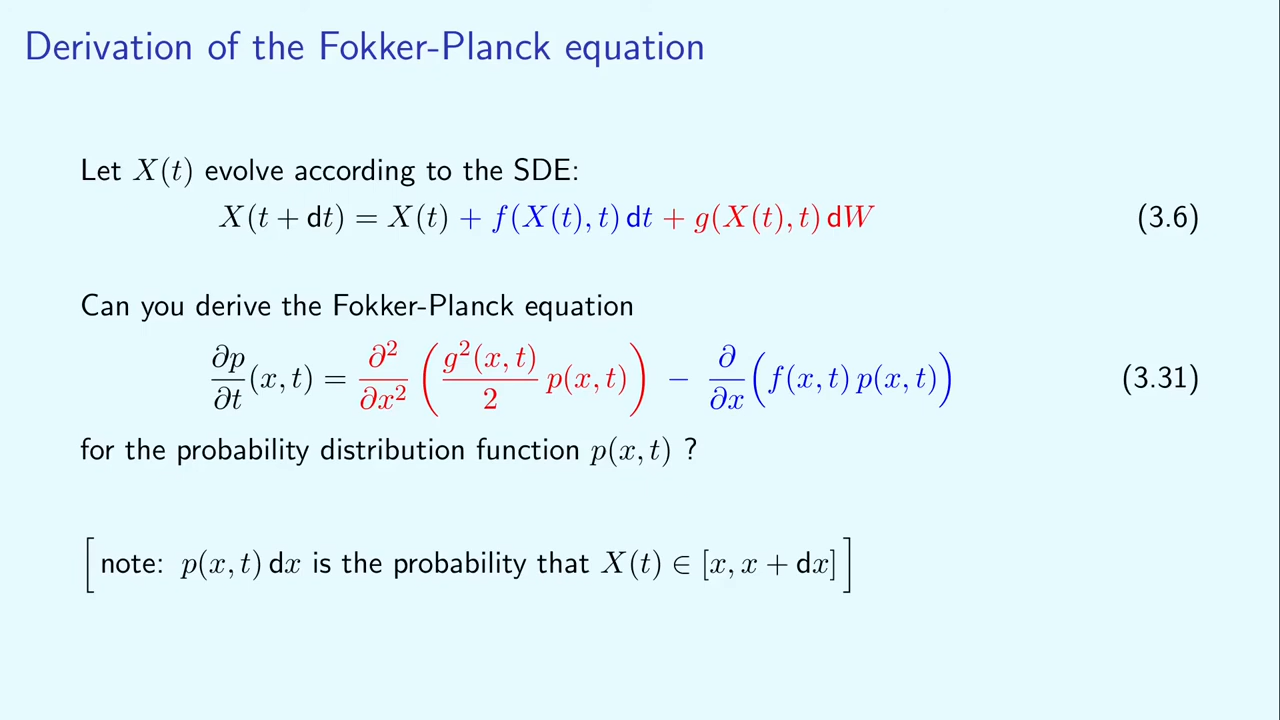 Derivation of the Fokker-Planck equation
Let X(t) evolve according to the SDE:
X(t + dt) = X(t) + f(X(t), t) dt + g(X(t), t) dW (3.6)
Can you derive the Fokker-Planck equation
∂p/∂t (x, t) = ∂²/∂x² ( g²(x, t)/2 p(x, t) ) − ∂/∂x ( f(x, t) p(x, t) ) (3.31)
for the probability distribution function p(x, t) ?
[ note: p(x, t) dx is the probability that X(t) ∈ [x, x + dx] ]